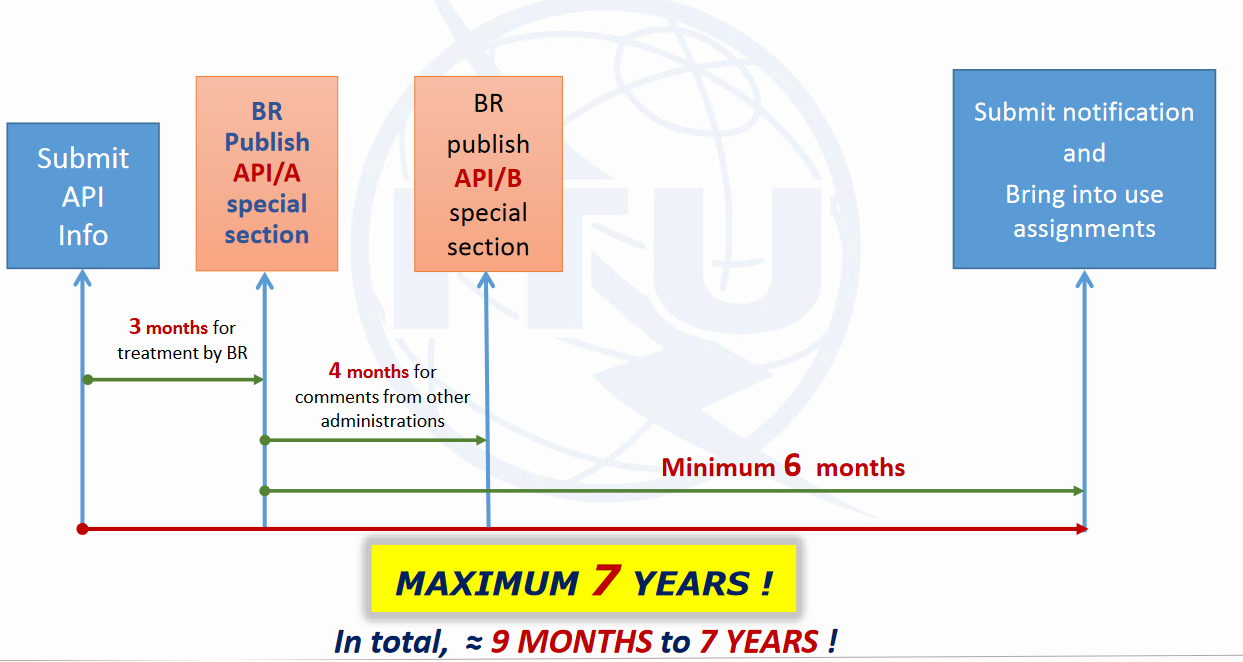 Submit
API
Info
BR
Publish
API/A
special
section
BR
publish
API/B
special
section
Submit notification
and
Bring into use
assignments
3 months for
treatment by BR
4 months for
comments from other
administrations
Minimum 6 months
MAXIMUM 7 YEARS !
In total, ≈ 9 MONTHS to 7 YEARS !
ITU